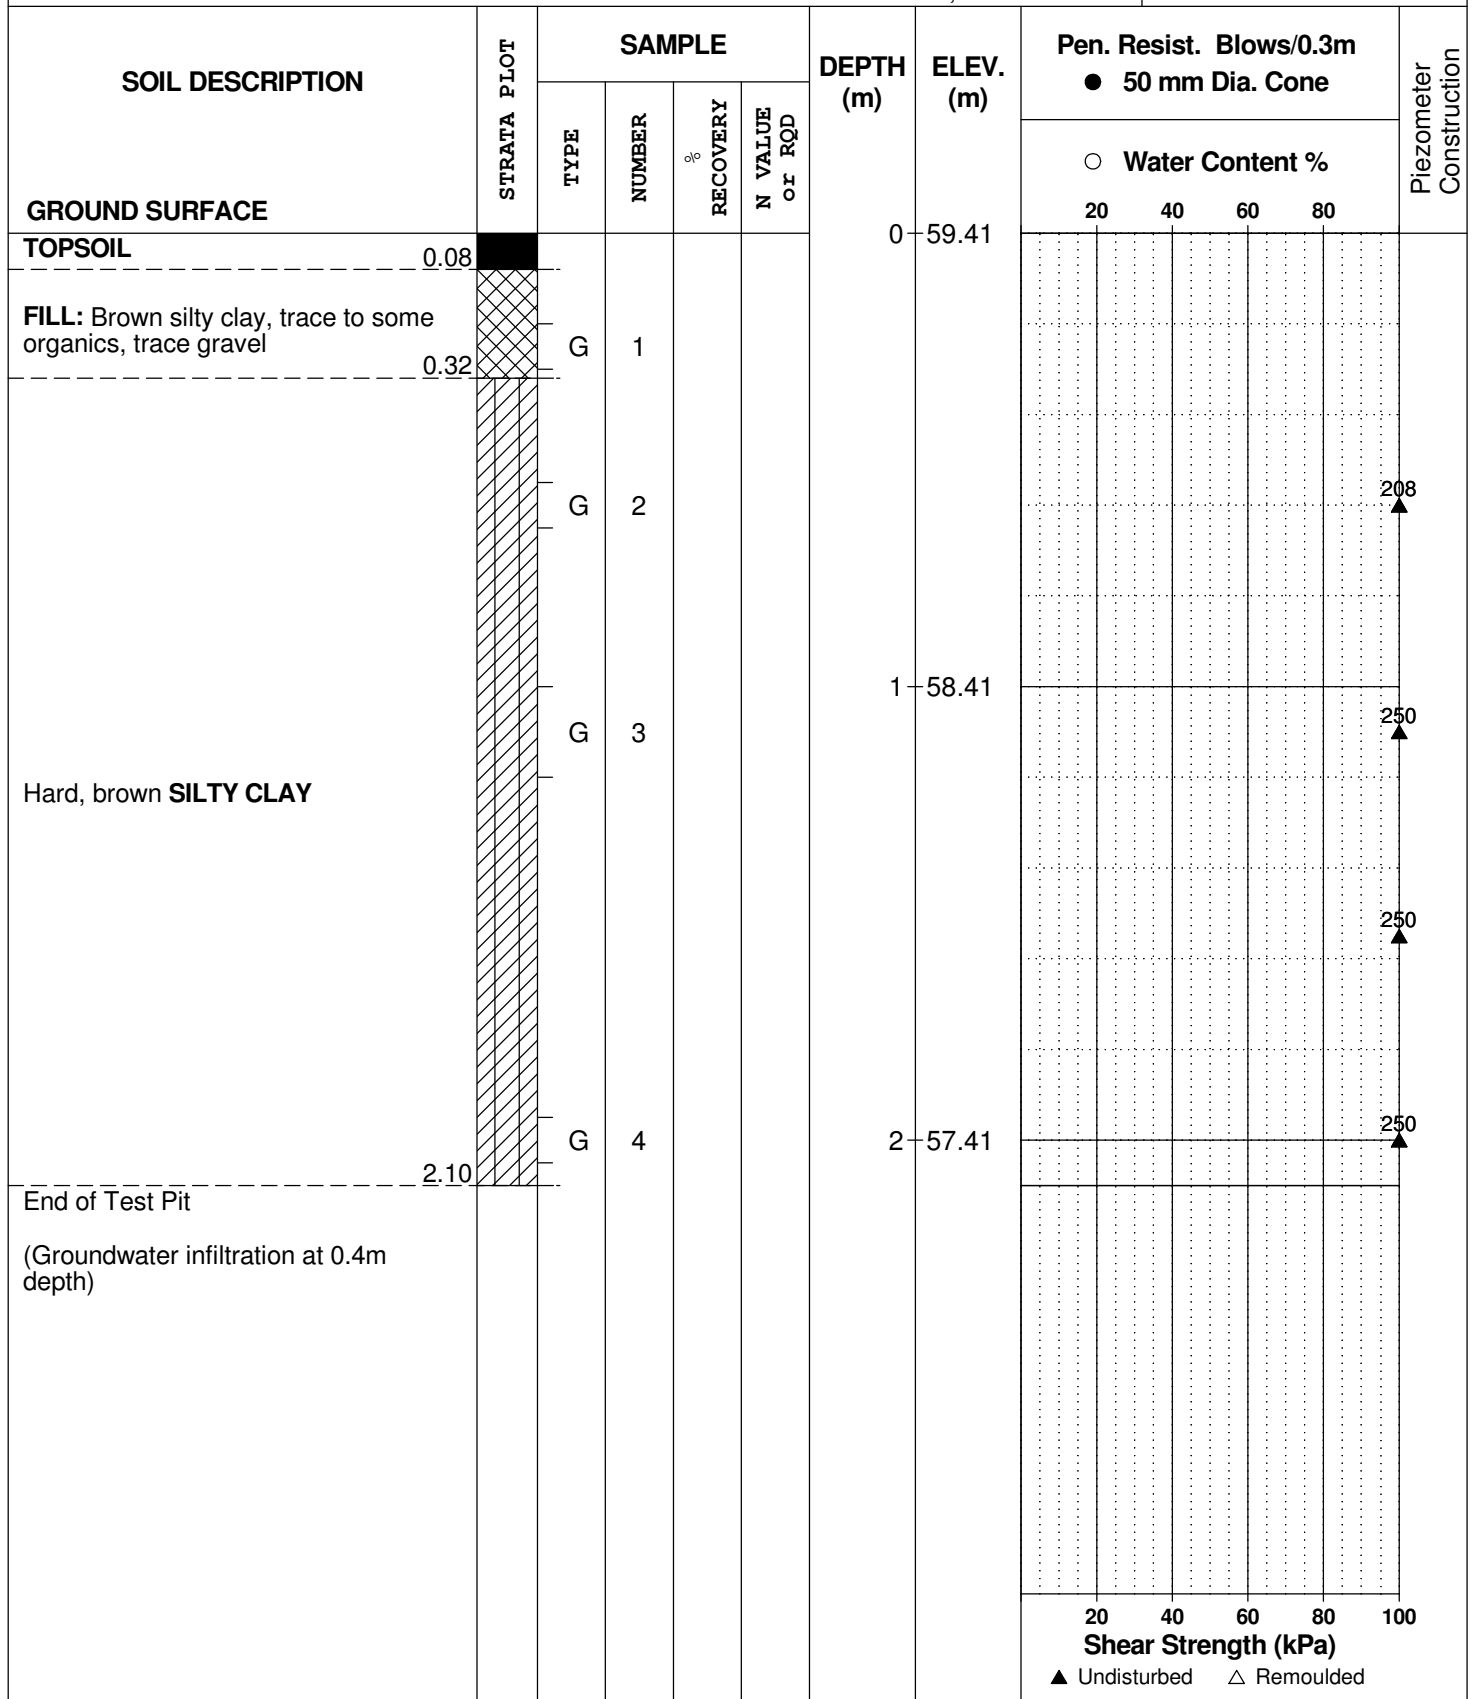 SOIL DESCRIPTION
GROUND SURFACE
STRATA PLOT
SAMPLE
TYPE
NUMBER
%
RECOVERY
N VALUE
or RQD
DEPTH
(m)
ELEV.
(m)
Pen. Resist. Blows/0.3m
● 50 mm Dia. Cone
○ Water Content %
20 40 60 80
Piezometer
Construction
TOPSOIL
0.08
0 59.41
FILL: Brown silty clay, trace to some
organics, trace gravel
0.32
G 1
G 2
208
1 58.41
G 3
250
Hard, brown SILTY CLAY
250
G 4
2 57.41
250
2.10
End of Test Pit
(Groundwater infiltration at 0.4m
depth)
20 40 60 80 100
Shear Strength (kPa)
▲ Undisturbed △ Remoulded